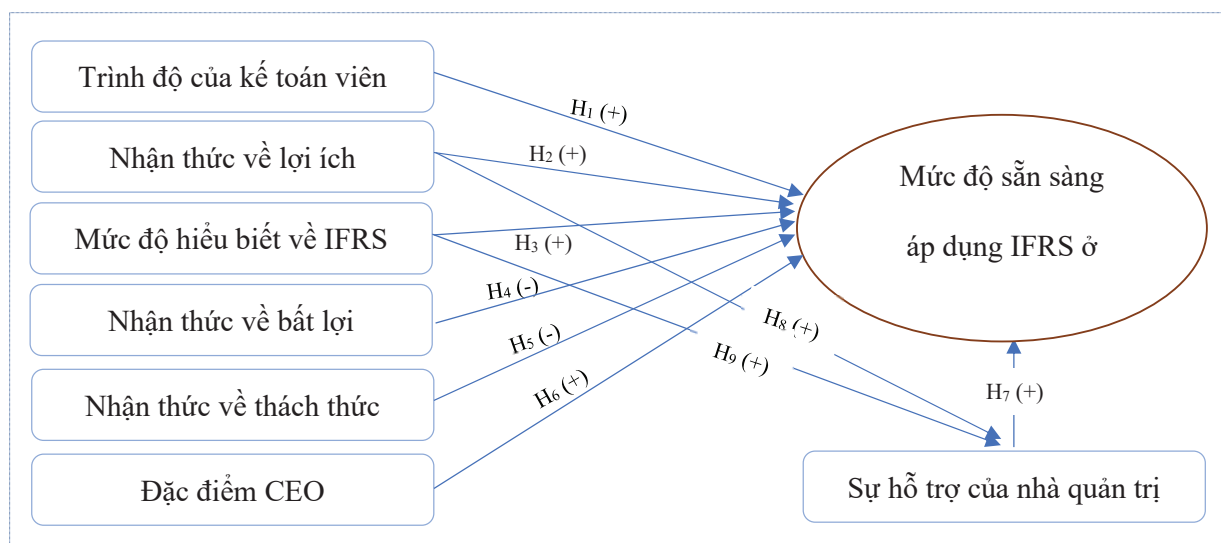 Trình độ của kế toán viên
H1 (+)
Nhận thức về lợi ích
H2 (+)
Mức độ sẵn sàng
áp dụng IFRS ở
Mức độ hiểu biết về IFRS
H3 (+)
H4 (-)
Nhận thức về bất lợi
H5 (-)
H8 (+)
H9 (+)
Nhận thức về thách thức
H6 (+)
H7 (+)
Đặc điểm CEO
Sự hỗ trợ của nhà quản trị